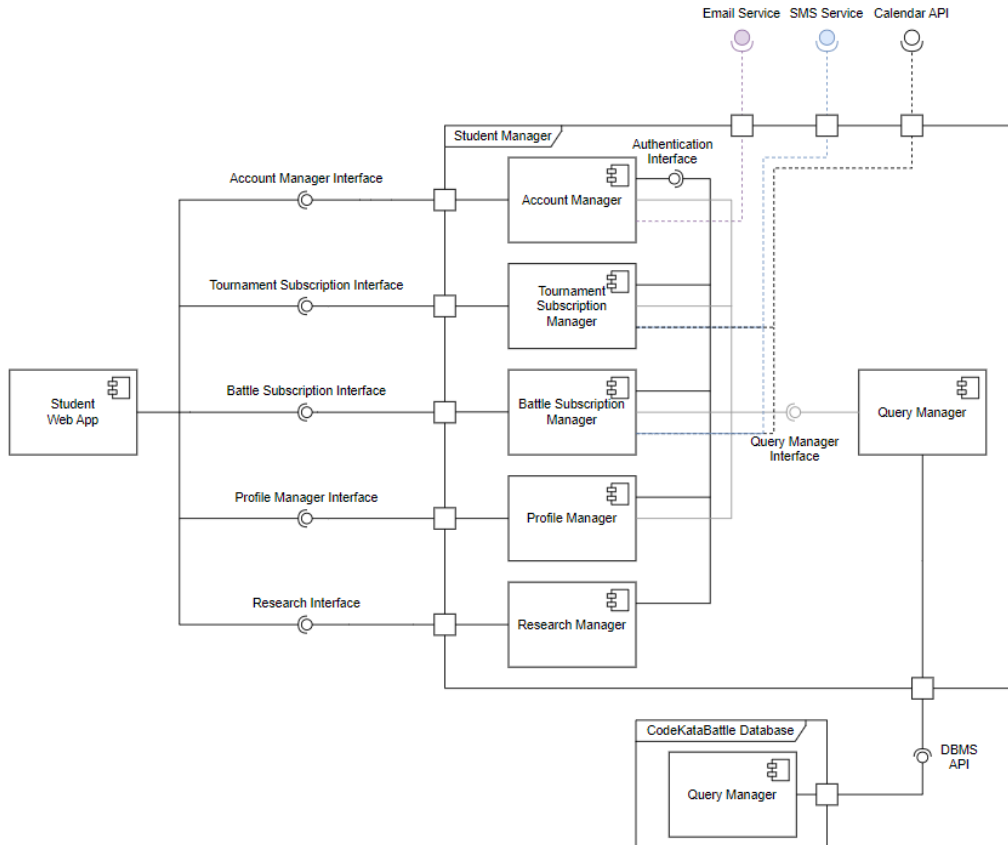 Email Service
SMS Service
Calendar API
Student Manager
Authentication
Interface
Account Manager Interface
Account Manager
Tournament Subscription Interface
Tournament
Subscription
Manager
Student
Web App
Battle Subscription Interface
Battle Subscription
Manager
Query Manager
Query Manager
Interface
Profile Manager Interface
Profile Manager
Research Interface
Research Manager
CodeKataBattle Database
DBMS
API
Query Manager